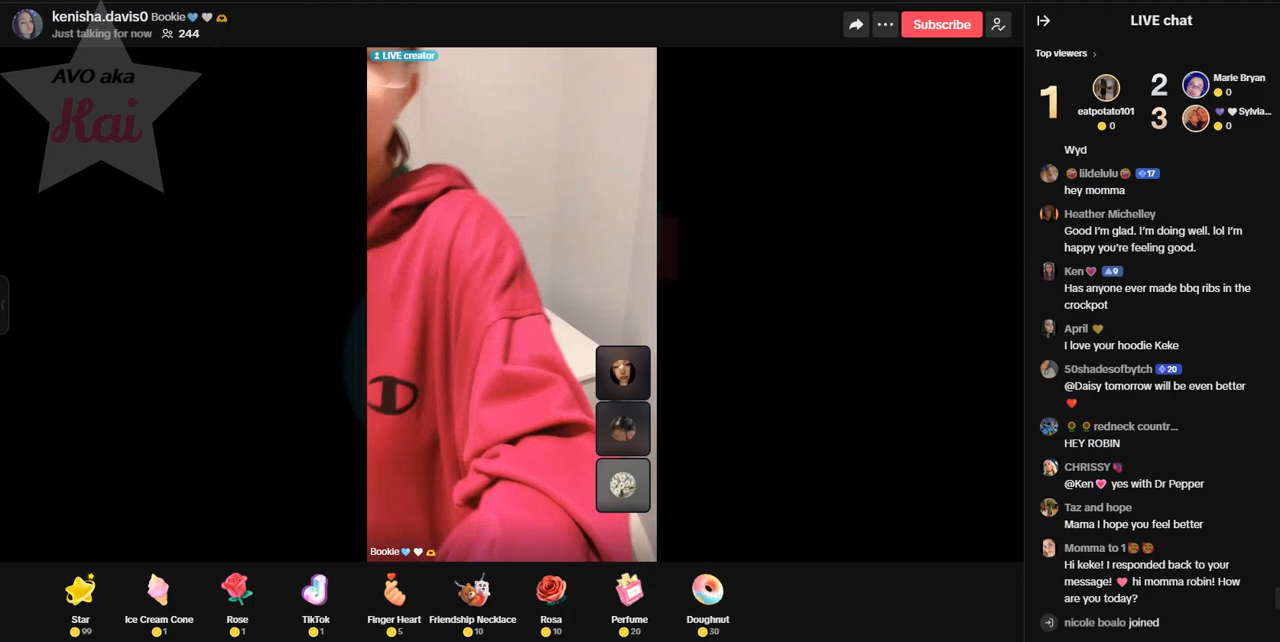 kenisha.davis0 Bookie🩵🤍🫶
Just talking for now 244
Subscribe
AVO aka
Kai
LIVE creator
Bookie🩵🤍🫶
Star
99
Ice Cream Cone
1
Rose
1
TikTok
1
Finger Heart
5
Friendship Necklace
10
Rosa
10
Perfume
20
Doughnut
30
LIVE chat
Top viewers >
1
eatpotato101
0
2
Marie Bryan
0
3
💜🤍Sylvia...
0
Wyd
lildelulu 17
hey momma
Heather Michelley
Good I'm glad. I'm doing well. lol I'm
happy you're feeling good.
Ken💗 9
Has anyone ever made bbq ribs in the
crockpot
April 🤎
I love your hoodie Keke
50shadesofbytch 20
@Daisy tomorrow will be even better
❤️
🌻🌻redneck countr...
HEY ROBIN
CHRISSY🍇
@Ken💗 yes with Dr Pepper
Taz and hope
Mama I hope you feel better
Momma to 1
Hi keke! I responded back to your
message! 💗 hi momma robin! How
are you today?
nicole boalo joined